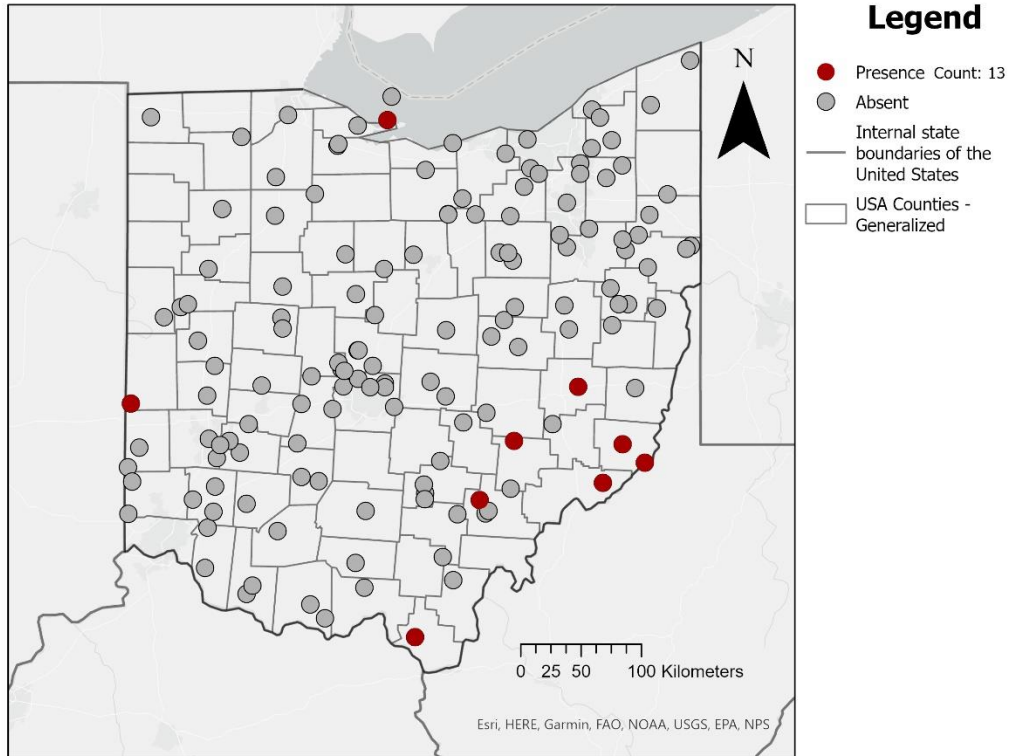 Legend
N
Presence Count: 13
Absent
Internal state
boundaries of the
United States
USA Counties -
Generalized
0 25 50 100 Kilometers
Esri, HERE, Garmin, FAO, NOAA, USGS, EPA, NPS